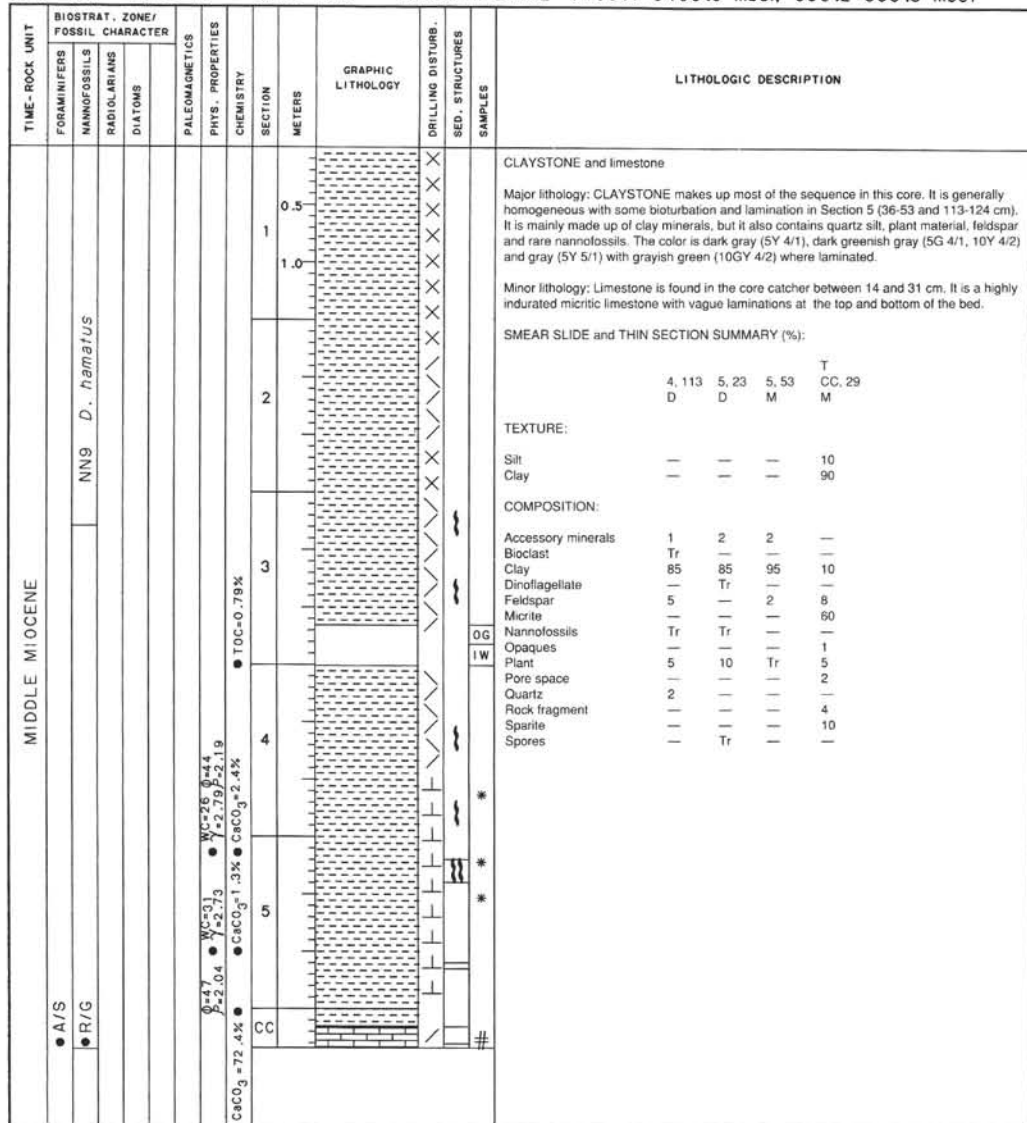 BIOSTRAT. ZONE/
FOSSIL CHARACTER
TIME-ROCK UNIT
FORAMINIFERS
NANNOFOSSILS
RADIOLARIANS
DIATOMS
PALEOMAGNETICS
PHYS. PROPERTIES
CHEMISTRY
SECTION
METERS
GRAPHIC
LITHOLOGY
DRILLING DISTURB.
SED. STRUCTURES
SAMPLES
LITHOLOGIC DESCRIPTION
MIDDLE MIOCENE
● A/S
NN9 D. hamatus
● R/G
Φ=44
● WC=26
γ=2.79 ρ=2.19
● WC=31
γ=2.73
Φ=47
ρ=2.04
● TOC=0.79%
● CaCO3=2.4%
● CaCO3=1.3%
CaCO3=72.4% ●
1
0.5
1.0
2
3
OG
IW
4
*
5
*
*
CC
#
CLAYSTONE and limestone
Major lithology: CLAYSTONE makes up most of the sequence in this core. It is generally
homogeneous with some bioturbation and lamination in Section 5 (36-53 and 113-124 cm).
It is mainly made up of clay minerals, but it also contains quartz silt, plant material, feldspar
and rare nannofossils. The color is dark gray (5Y 4/1), dark greenish gray (5G 4/1, 10Y 4/2)
and gray (5Y 5/1) with grayish green (10GY 4/2) where laminated.
Minor lithology: Limestone is found in the core catcher between 14 and 31 cm. It is a highly
indurated micritic limestone with vague laminations at the top and bottom of the bed.
SMEAR SLIDE and THIN SECTION SUMMARY (%):
T
4, 113 5, 23 5, 53 CC, 29
D D M M
TEXTURE:
Silt — — — 10
Clay — — — 90
COMPOSITION:
Accessory minerals 1 2 2 —
Bioclast Tr — — —
Clay 85 85 95 10
Dinoflagellate — Tr — —
Feldspar 5 — 2 8
Micrite — — — 60
Nannofossils Tr Tr — —
Opaques — — — 1
Plant 5 10 Tr 5
Pore space — — — 2
Quartz 2 — — —
Rock fragment — — — 4
Sparite — — — 10
Spores — Tr — —